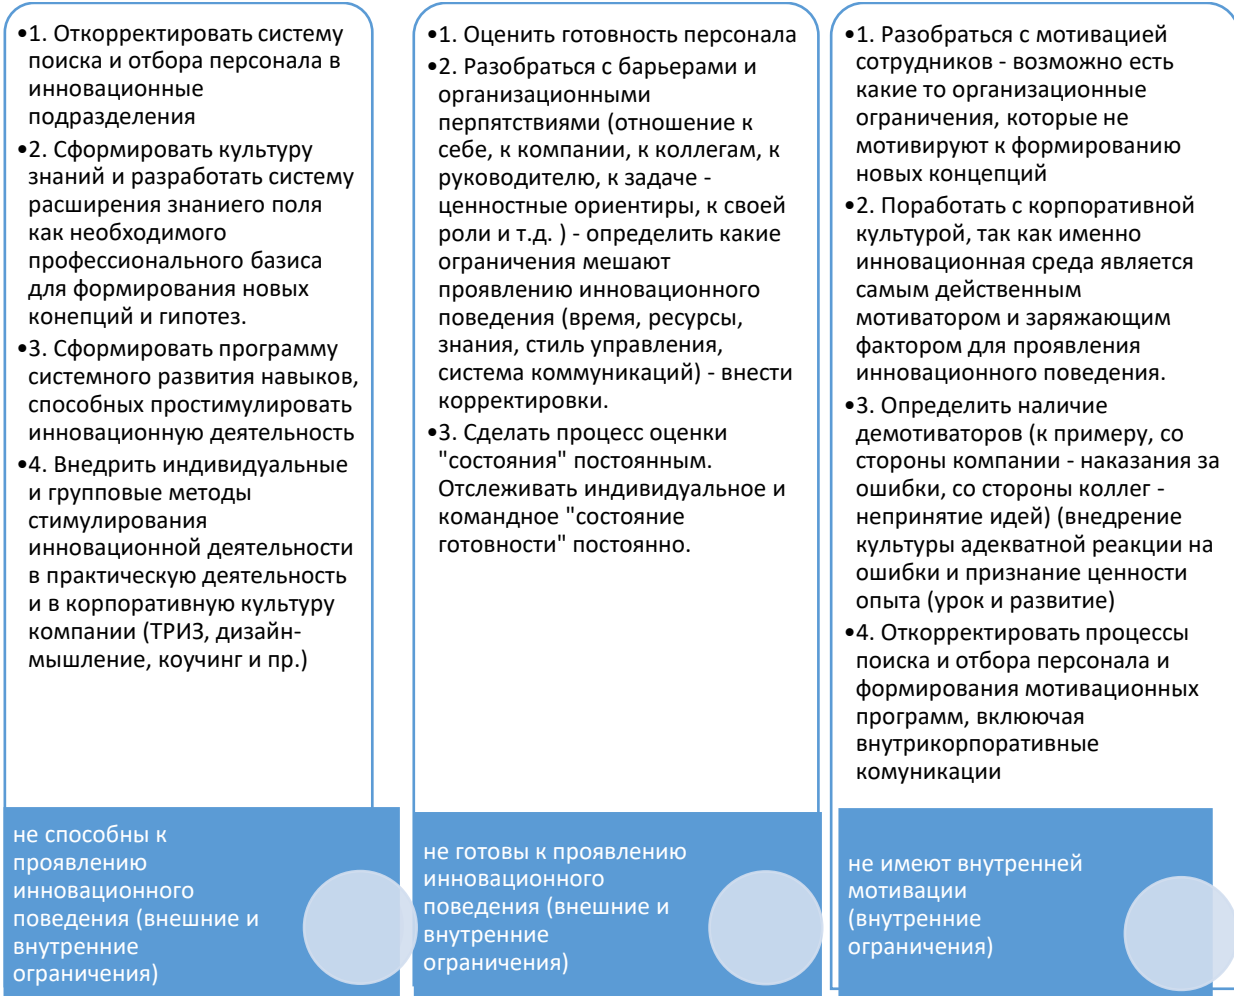 •1. Откорректировать систему
поиска и отбора персонала в
инновационные
подразделения
•2. Сформировать культуру
знаний и разработать систему
расширения знаниего поля
как необходимого
профессионального базиса
для формирования новых
конепций и гипотез.
•3. Сформировать программу
системного развития навыков,
способных простимулировать
инновационную деятельность
•4. Внедрить индивидуальные
и групповые методы
стимулирования
инновационной деятельности
в практическую деятельность
и в корпоративную культуру
компании (ТРИЗ, дизайн-
мышление, коучинг и пр.)
не способны к
проявлению
инновационного
поведения (внешние и
внутренние
ограничения)
•1. Оценить готовность персонала
•2. Разобраться с барьерами и
организационными
перпятствиями (отношение к
себе, к компании, к коллегам, к
руководителю, к задаче -
ценностные ориентиры, к своей
роли и т.д. ) - определить какие
ограничения мешают
проявлению инновационного
поведения (время, ресурсы,
знания, стиль управления,
система коммуникаций) - внести
корректировки.
•3. Сделать процесс оценки
"состояния" постоянным.
Отслеживать индивидуальное и
командное "состояние
готовности" постоянно.
не готовы к проявлению
инновационного
поведения (внешние и
внутренние
ограничения)
•1. Разобраться с мотивацией
сотрудников - возможно есть
какие то организационные
ограничения, которые не
мотивируют к формированию
новых концепций
•2. Поработать с корпоративной
культурой, так как именно
инновационная среда является
самым действенным
мотиватором и заряжающим
фактором для проявления
инновационного поведения.
•3. Определить наличие
демотиваторов (к примеру, со
стороны компании - наказания за
ошибки, со стороны коллег -
непринятие идей) (внедрение
культуры адекватной реакции на
ошибки и признание ценности
опыта (урок и развитие)
•4. Откорректировать процессы
поиска и отбора персонала и
формирования мотивационных
программ, вклюючая
внутрикорпоративные
комуникации
не имеют внутренней
мотивации
(внутренние
ограничения)